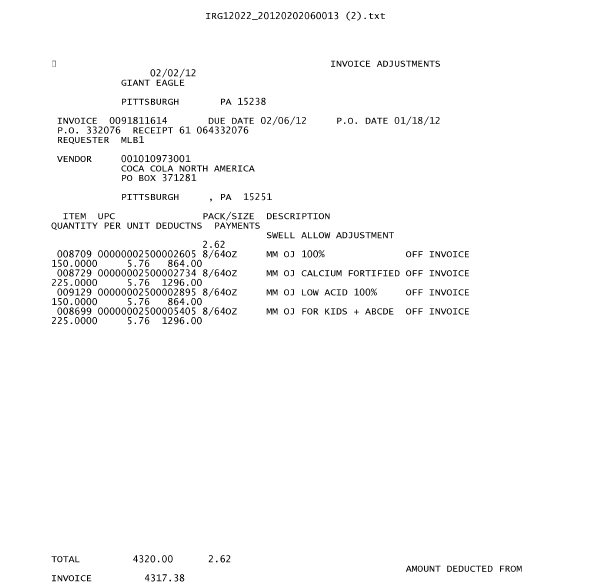 IRG12022_20120202060013 (2).txt
INVOICE ADJUSTMENTS
02/02/12
GIANT EAGLE
PITTSBURGH PA 15238
INVOICE 0091811614 DUE DATE 02/06/12 P.O. DATE 01/18/12
P.O. 332076 RECEIPT 61 064332076
REQUESTER MLB1
VENDOR 001010973001
COCA COLA NORTH AMERICA
PO BOX 371281
PITTSBURGH , PA 15251
ITEM UPC PACK/SIZE DESCRIPTION
QUANTITY PER UNIT DEDUCTNS PAYMENTS
SWELL ALLOW ADJUSTMENT
2.62
008709 00000002500002605 8/64OZ MM OJ 100% OFF INVOICE
150.0000 5.76 864.00
008729 00000002500002734 8/64OZ MM OJ CALCIUM FORTIFIED OFF INVOICE
225.0000 5.76 1296.00
009129 00000002500002895 8/64OZ MM OJ LOW ACID 100% OFF INVOICE
150.0000 5.76 864.00
008699 00000002500005405 8/64OZ MM OJ FOR KIDS + ABCDE OFF INVOICE
225.0000 5.76 1296.00
TOTAL 4320.00 2.62
AMOUNT DEDUCTED FROM
INVOICE 4317.38